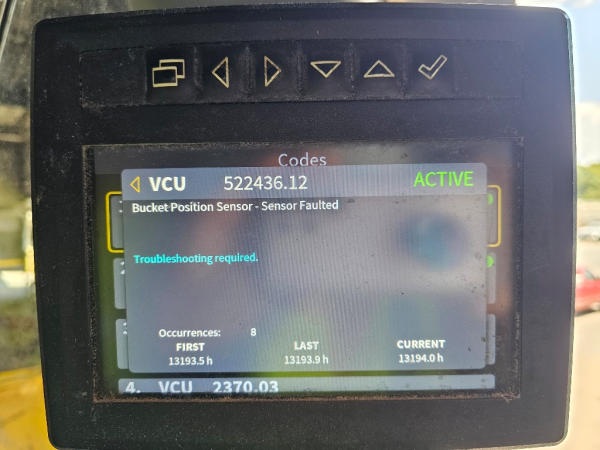 Codes
VCU 522436.12 ACTIVE
Bucket Position Sensor - Sensor Faulted
Troubleshooting required.
Occurrences: 8
FIRST LAST CURRENT
13193.5 h 13193.9 h 13194.0 h
4. VCU 2370.03